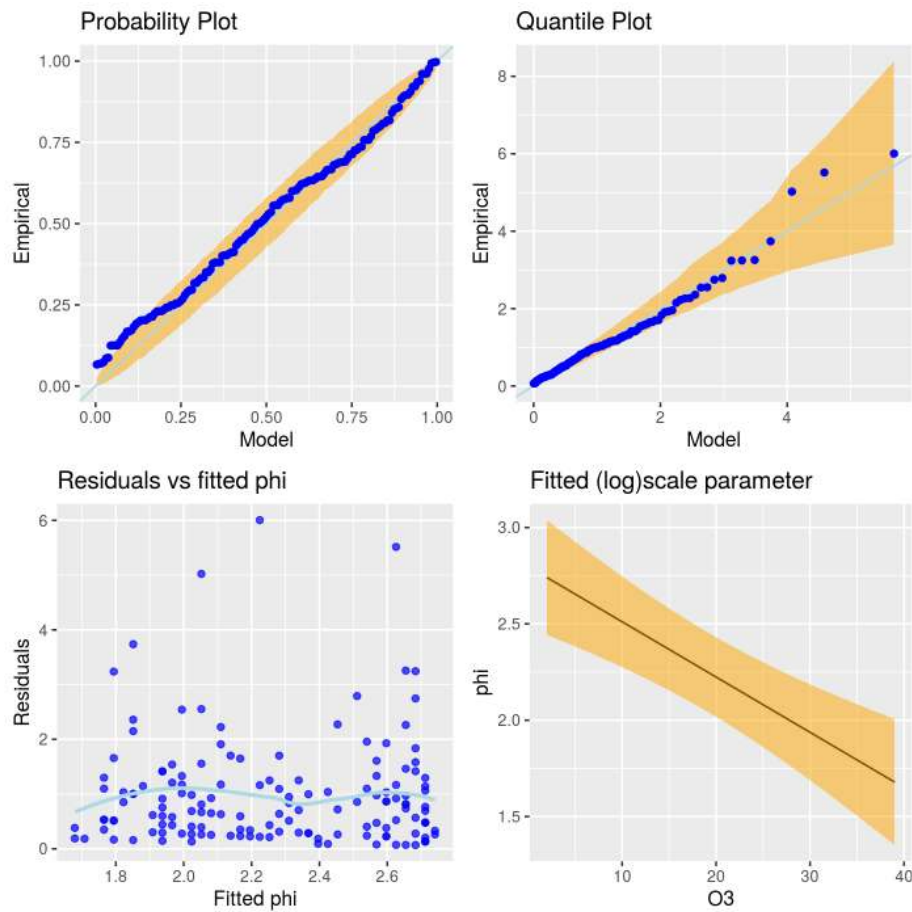 Probability Plot
1.00
0.75
0.50
0.25
0.00
Empirical
0.00 0.25 0.50 0.75 1.00
Model
Quantile Plot
8
6
4
2
0
Empirical
0 2 4
Model
Residuals vs fitted phi
6
4
2
0
Residuals
1.8 2.0 2.2 2.4 2.6
Fitted phi
Fitted (log)scale parameter
3.0
2.5
2.0
1.5
phi
10 20 30 40
O3